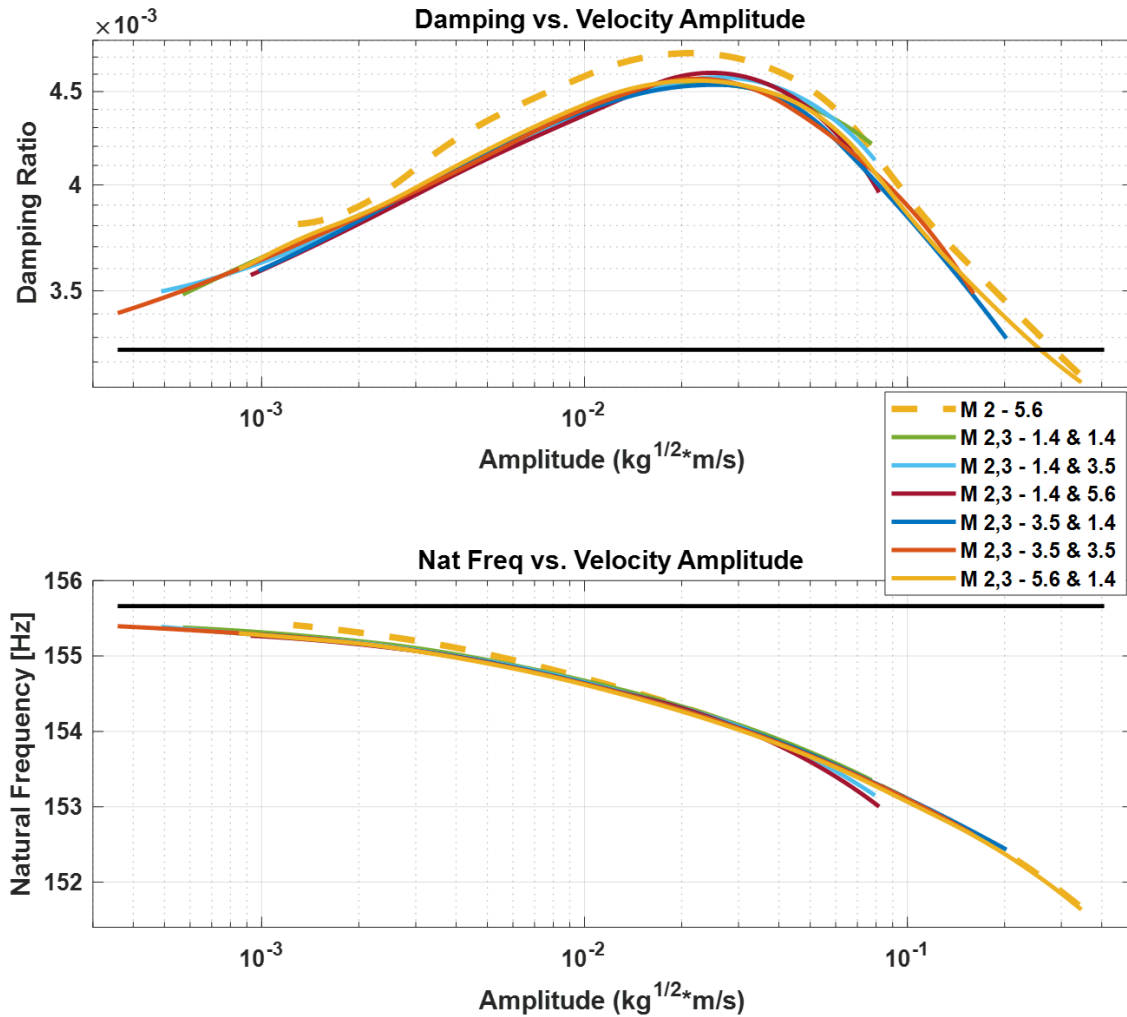 Damping vs. Velocity Amplitude
×10⁻³
4.5
4
3.5
Damping Ratio
10⁻³ 10⁻² 10⁻¹
Amplitude (kg^1/2*m/s)
M 2 - 5.6
M 2,3 - 1.4 & 1.4
M 2,3 - 1.4 & 3.5
M 2,3 - 1.4 & 5.6
M 2,3 - 3.5 & 1.4
M 2,3 - 3.5 & 3.5
M 2,3 - 5.6 & 1.4
Nat Freq vs. Velocity Amplitude
156
155
154
153
152
Natural Frequency [Hz]
10⁻³ 10⁻² 10⁻¹
Amplitude (kg^1/2*m/s)